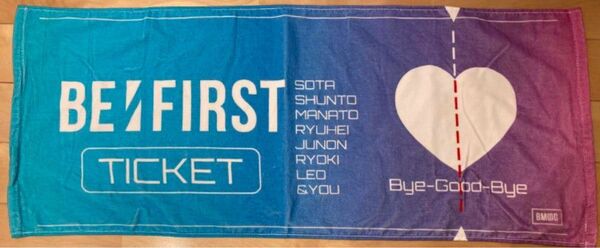 BE:FIRST
TICKET
SOTA
SHUNTO
MANATO
RYUHEI
JUNON
RYOKI
LEO
&YOU
Bye-Good-Bye
BMSG